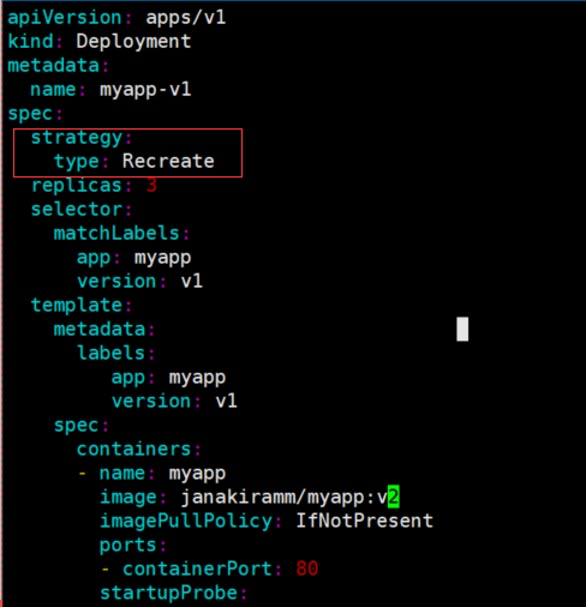 apiVersion: apps/v1
kind: Deployment
metadata:
  name: myapp-v1
spec:
  strategy:
    type: Recreate
  replicas: 3
  selector:
    matchLabels:
      app: myapp
      version: v1
  template:
    metadata:
      labels:
         app: myapp
         version: v1
    spec:
      containers:
      - name: myapp
        image: janakiramm/myapp:v2
        imagePullPolicy: IfNotPresent
        ports:
        - containerPort: 80
        startupProbe: